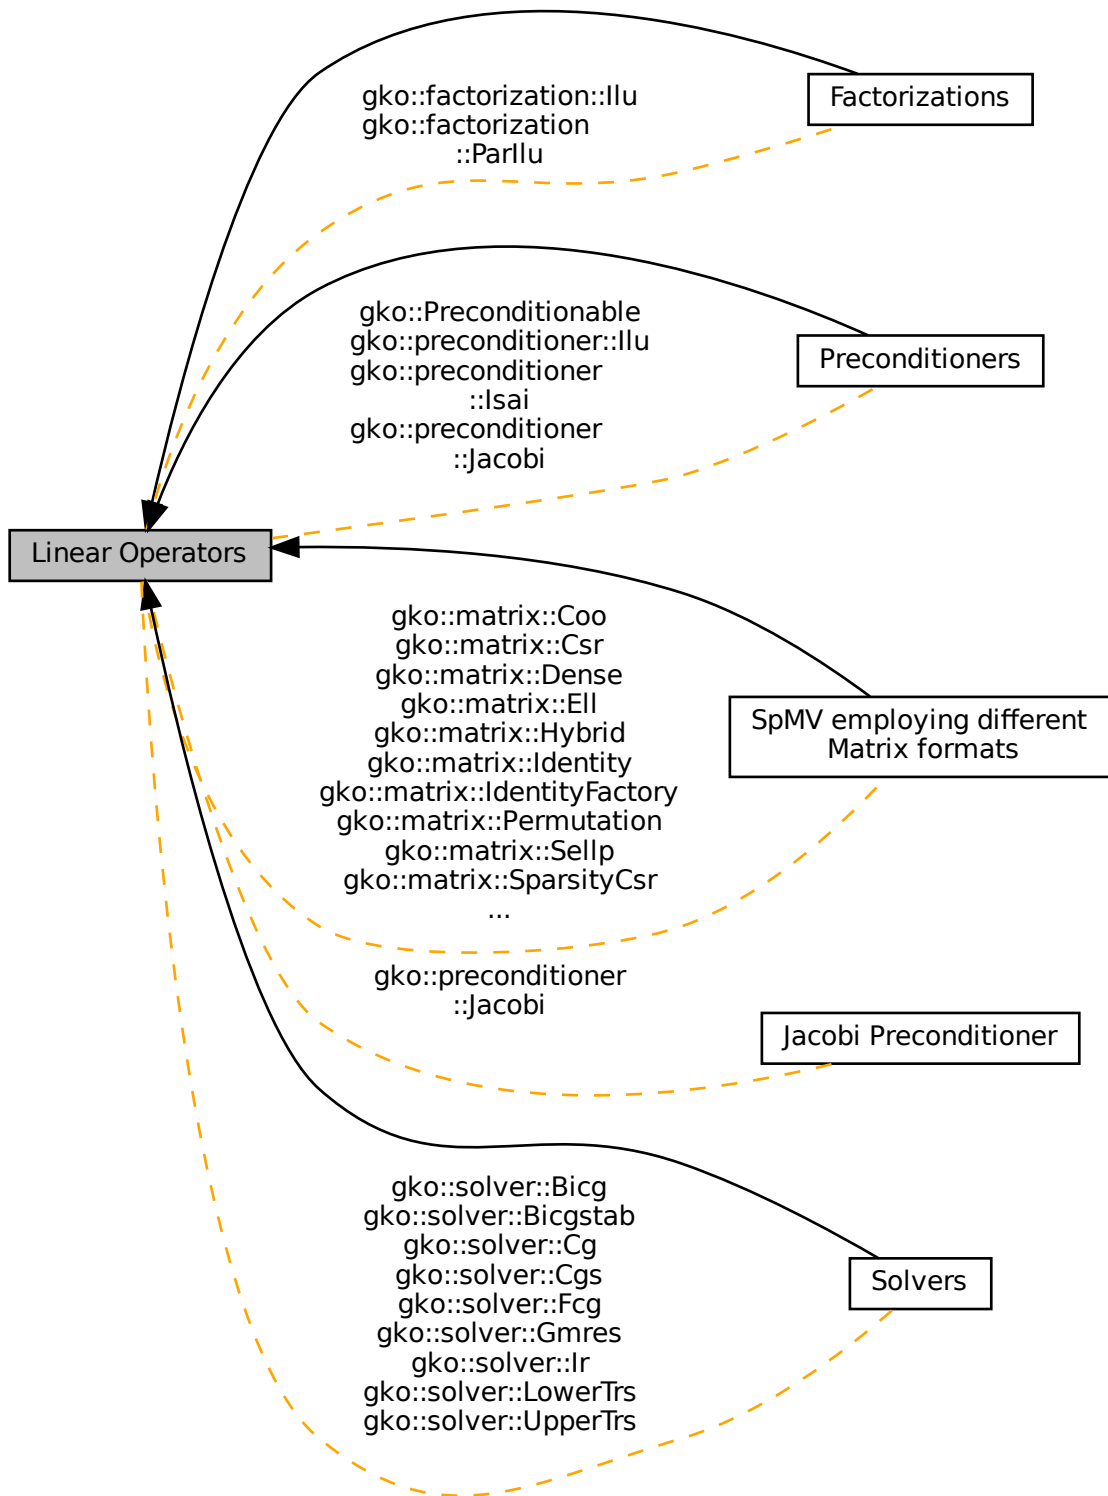 gko::factorization::Ilu
gko::factorization
::ParIlu
Factorizations
gko::Preconditionable
gko::preconditioner::Ilu
gko::preconditioner
::Isai
gko::preconditioner
::Jacobi
Preconditioners
Linear Operators
gko::matrix::Coo
gko::matrix::Csr
gko::matrix::Dense
gko::matrix::Ell
gko::matrix::Hybrid
gko::matrix::Identity
gko::matrix::IdentityFactory
gko::matrix::Permutation
gko::matrix::Sellp
gko::matrix::SparsityCsr
...
SpMV employing different
Matrix formats
gko::preconditioner
::Jacobi
Jacobi Preconditioner
gko::solver::Bicg
gko::solver::Bicgstab
gko::solver::Cg
gko::solver::Cgs
gko::solver::Fcg
gko::solver::Gmres
gko::solver::Ir
gko::solver::LowerTrs
gko::solver::UpperTrs
Solvers